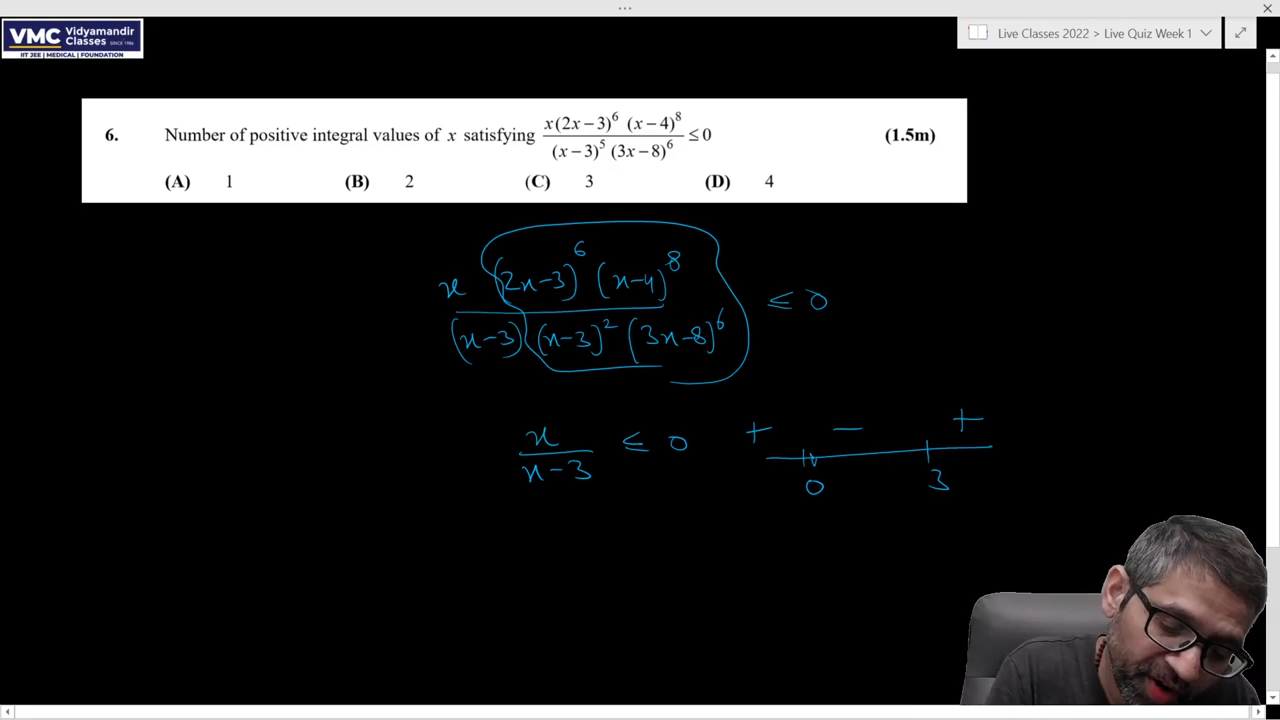 VMC Vidyamandir Classes SINCE 1986
IIT JEE | MEDICAL | FOUNDATION
Live Classes 2022 > Live Quiz Week 1
6. Number of positive integral values of x satisfying x(2x−3)⁶ (x−4)⁸ / (x−3)⁵ (3x−8)⁶ ≤ 0 (1.5m)
(A) 1 (B) 2 (C) 3 (D) 4
x (2x−3)⁶ (x−4)⁸ / (x−3) (x−3)² (3x−8)⁶ ≤ 0
x / x−3 ≤ 0 + − +
0 3